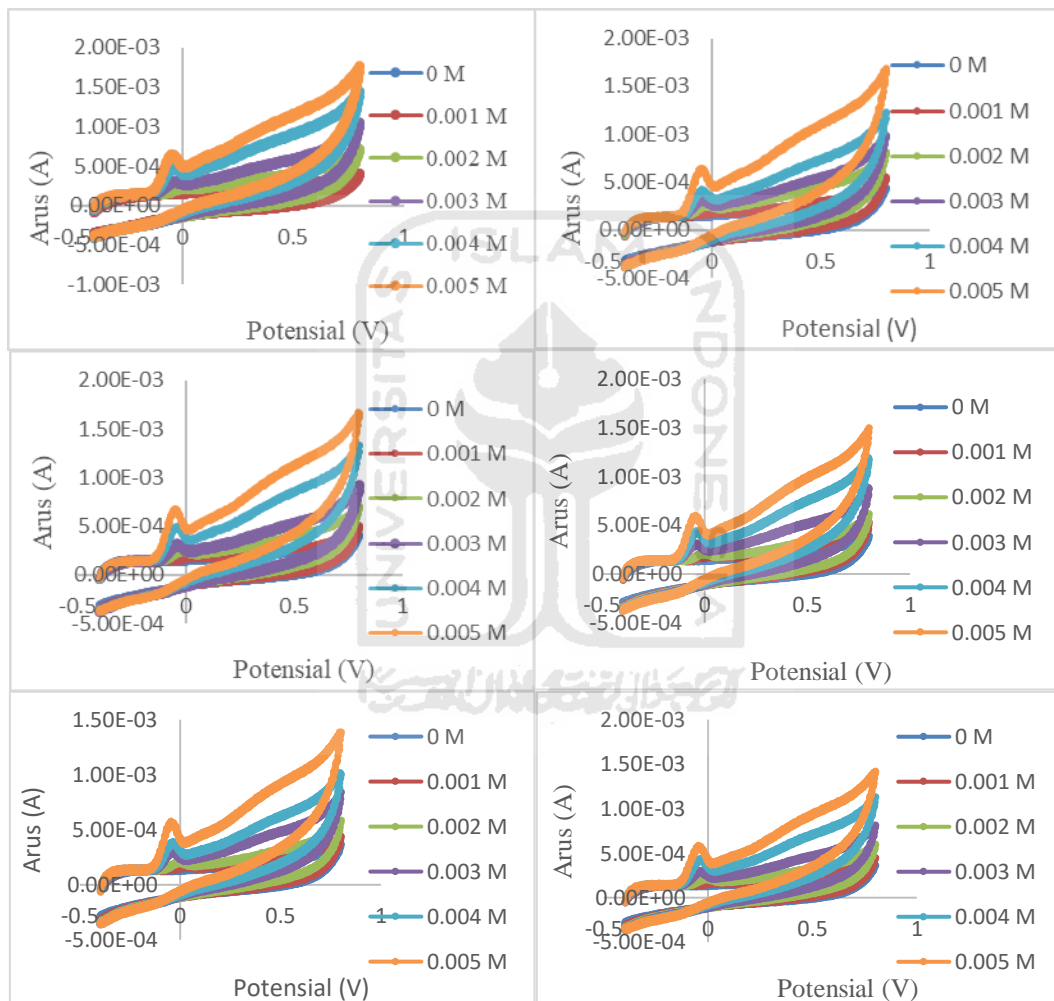 2.00E-03
1.50E-03
1.00E-03
5.00E-04
0.00E+00
-5.00E-04
-1.00E-03
0
0.5
1
Arus (A)
Potensial (V)
0 M
0.001 M
0.002 M
0.003 M
0.004 M
0.005 M
2.00E-03
1.50E-03
1.00E-03
5.00E-04
0.00E+00
-5.00E-04
-0.5
0
0.5
1
Arus (A)
Potensial (V)
0 M
0.001 M
0.002 M
0.003 M
0.004 M
0.005 M
2.00E-03
1.50E-03
1.00E-03
5.00E-04
0.00E+00
-5.00E-04
-0.5
0
0.5
1
Arus (A)
Potensial (V)
0 M
0.001 M
0.002 M
0.003 M
0.004 M
0.005 M
2.00E-03
1.50E-03
1.00E-03
5.00E-04
0.00E+00
-5.00E-04
-0.5
0
0.5
1
Arus (A)
Potensial (V)
0 M
0.001 M
0.002 M
0.003 M
0.004 M
0.005 M
1.50E-03
1.00E-03
5.00E-04
0.00E+00
-5.00E-04
-0.5
0
0.5
1
Arus (A)
Potensial (V)
0 M
0.001 M
0.002 M
0.003 M
0.004 M
0.005 M
2.00E-03
1.50E-03
1.00E-03
5.00E-04
0.00E+00
-5.00E-04
-0.5
0
0.5
1
Arus (A)
Potensial (V)
0 M
0.001 M
0.002 M
0.003 M
0.004 M
0.005 M
UNIVERSITAS
ISLAM
INDONESIA